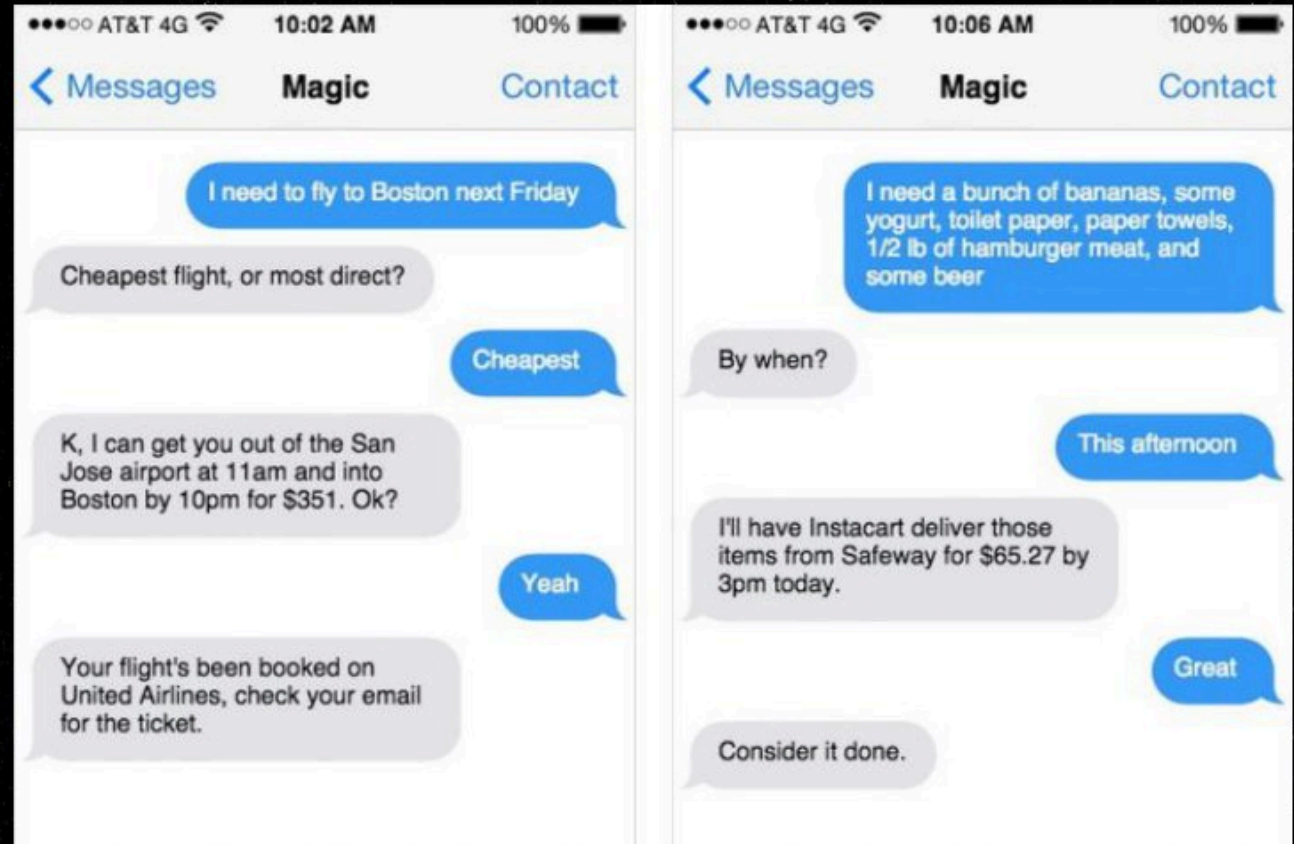 AT&T 4G 10:02 AM 100%
Messages Magic Contact
I need to fly to Boston next Friday
Cheapest flight, or most direct?
Cheapest
K, I can get you out of the San
Jose airport at 11am and into
Boston by 10pm for $351. Ok?
Yeah
Your flight's been booked on
United Airlines, check your email
for the ticket.
AT&T 4G 10:06 AM 100%
Messages Magic Contact
I need a bunch of bananas, some
yogurt, toilet paper, paper towels,
1/2 lb of hamburger meat, and
some beer
By when?
This afternoon
I'll have Instacart deliver those
items from Safeway for $65.27 by
3pm today.
Great
Consider it done.